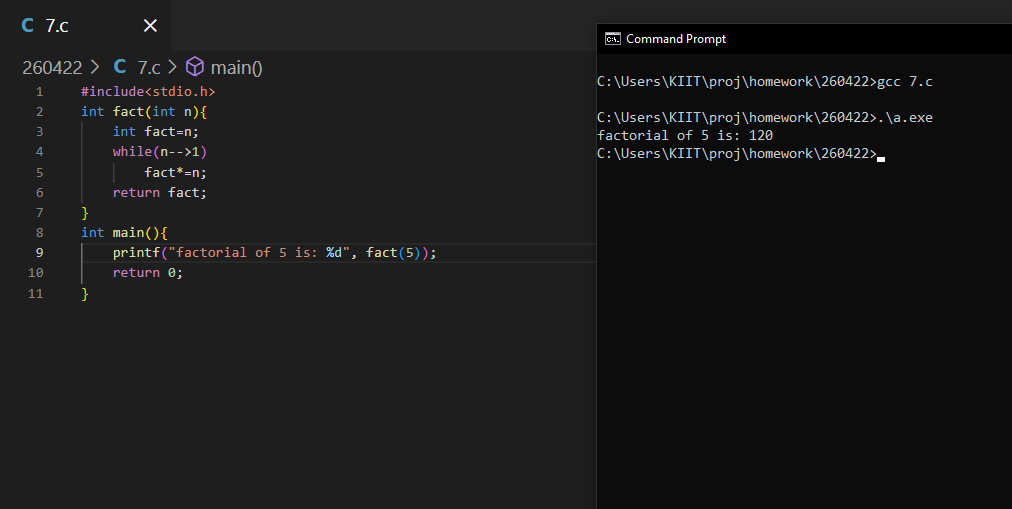 C 7.c ×
260422 > C 7.c > main()
1 #include<stdio.h>
2 int fact(int n){
3     int fact=n;
4     while(n-->1)
5         fact*=n;
6     return fact;
7 }
8 int main(){
9     printf("factorial of 5 is: %d", fact(5));
10     return 0;
11 }
C:\. Command Prompt
C:\Users\KIIT\proj\homework\260422>gcc 7.c
C:\Users\KIIT\proj\homework\260422>.\a.exe
factorial of 5 is: 120
C:\Users\KIIT\proj\homework\260422>